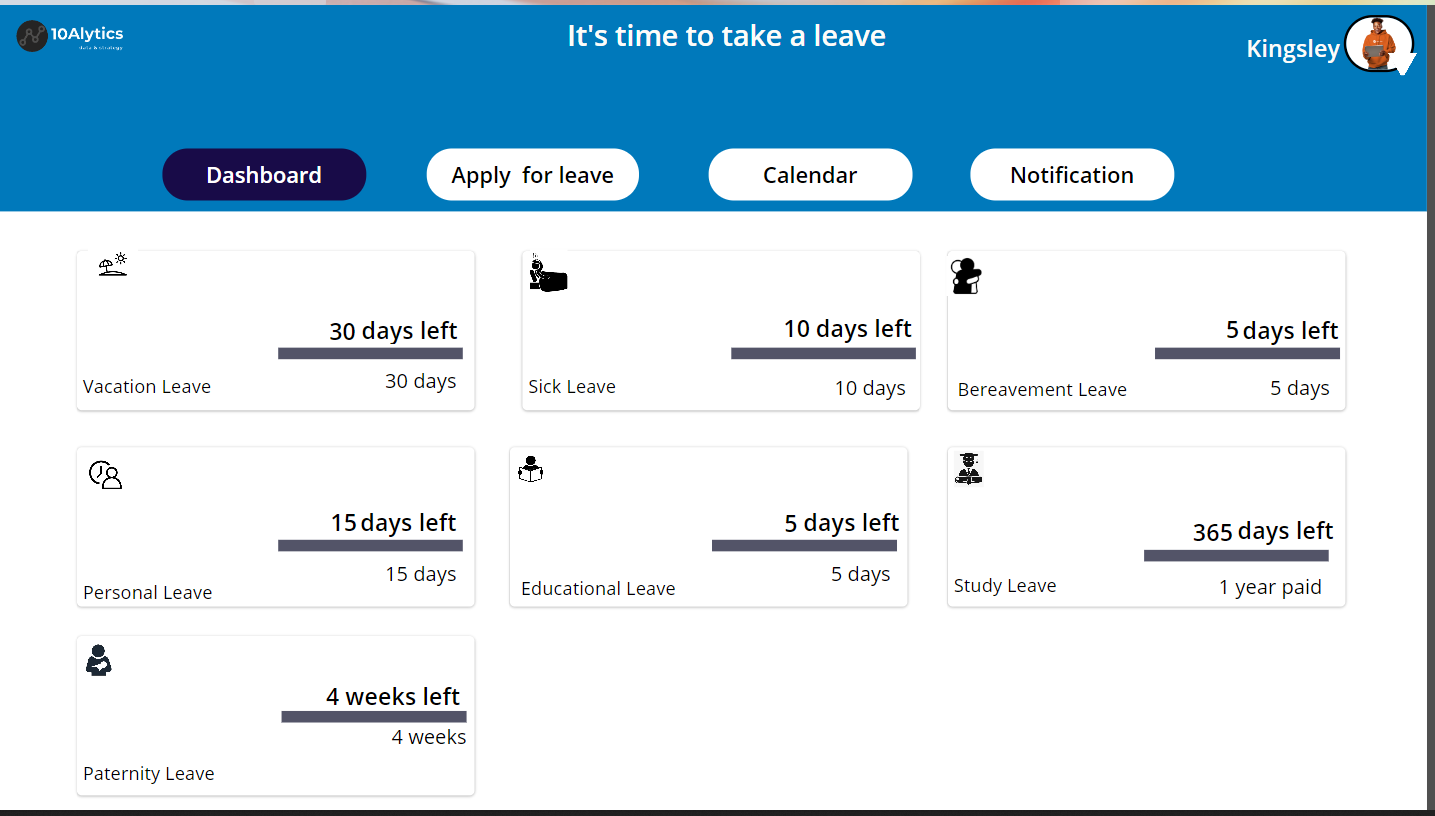 10Alytics
data & strategy
It's time to take a leave
Kingsley
Dashboard
Apply for leave
Calendar
Notification
30 days left
30 days
Vacation Leave
10 days left
10 days
Sick Leave
5 days left
5 days
Bereavement Leave
15 days left
15 days
Personal Leave
5 days left
5 days
Educational Leave
365 days left
1 year paid
Study Leave
4 weeks left
4 weeks
Paternity Leave